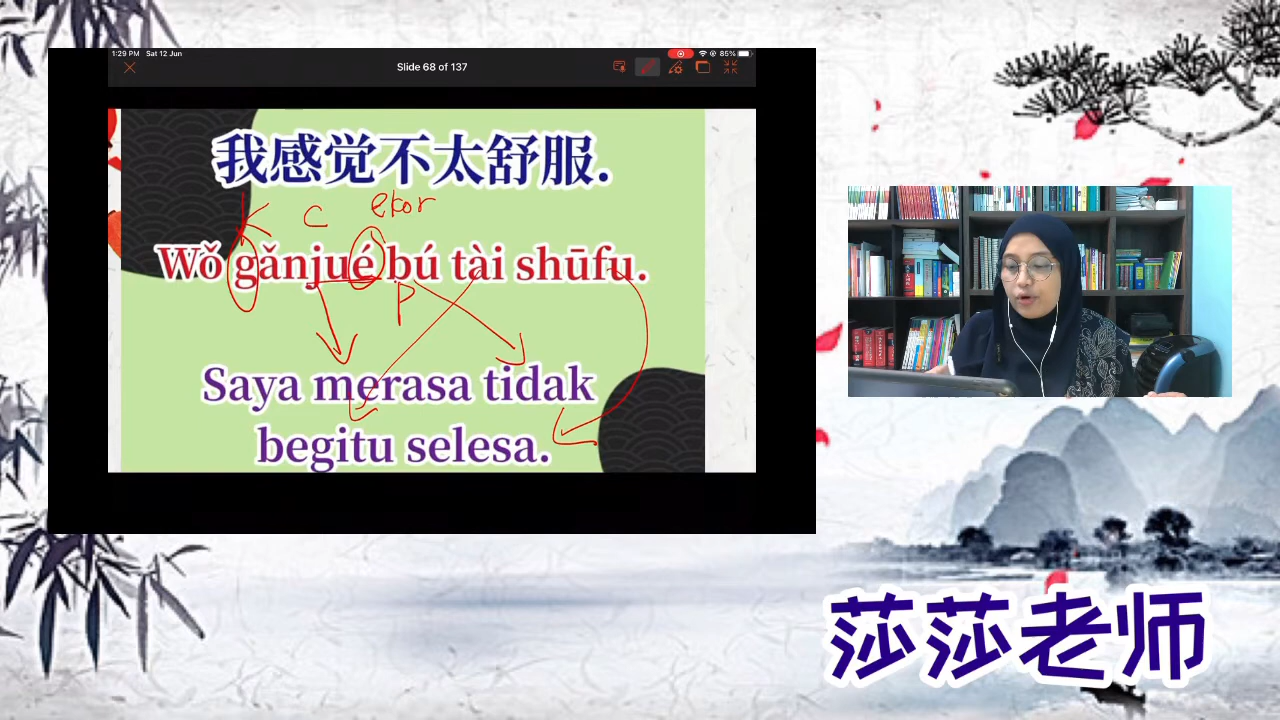 1:29 PM Sat 12 Jun
85%
Slide 68 of 137
我感觉不太舒服.
K C ekor
Wǒ gǎnjué bú tài shūfu.
P
Saya merasa tidak
begitu selesa.
莎莎老师